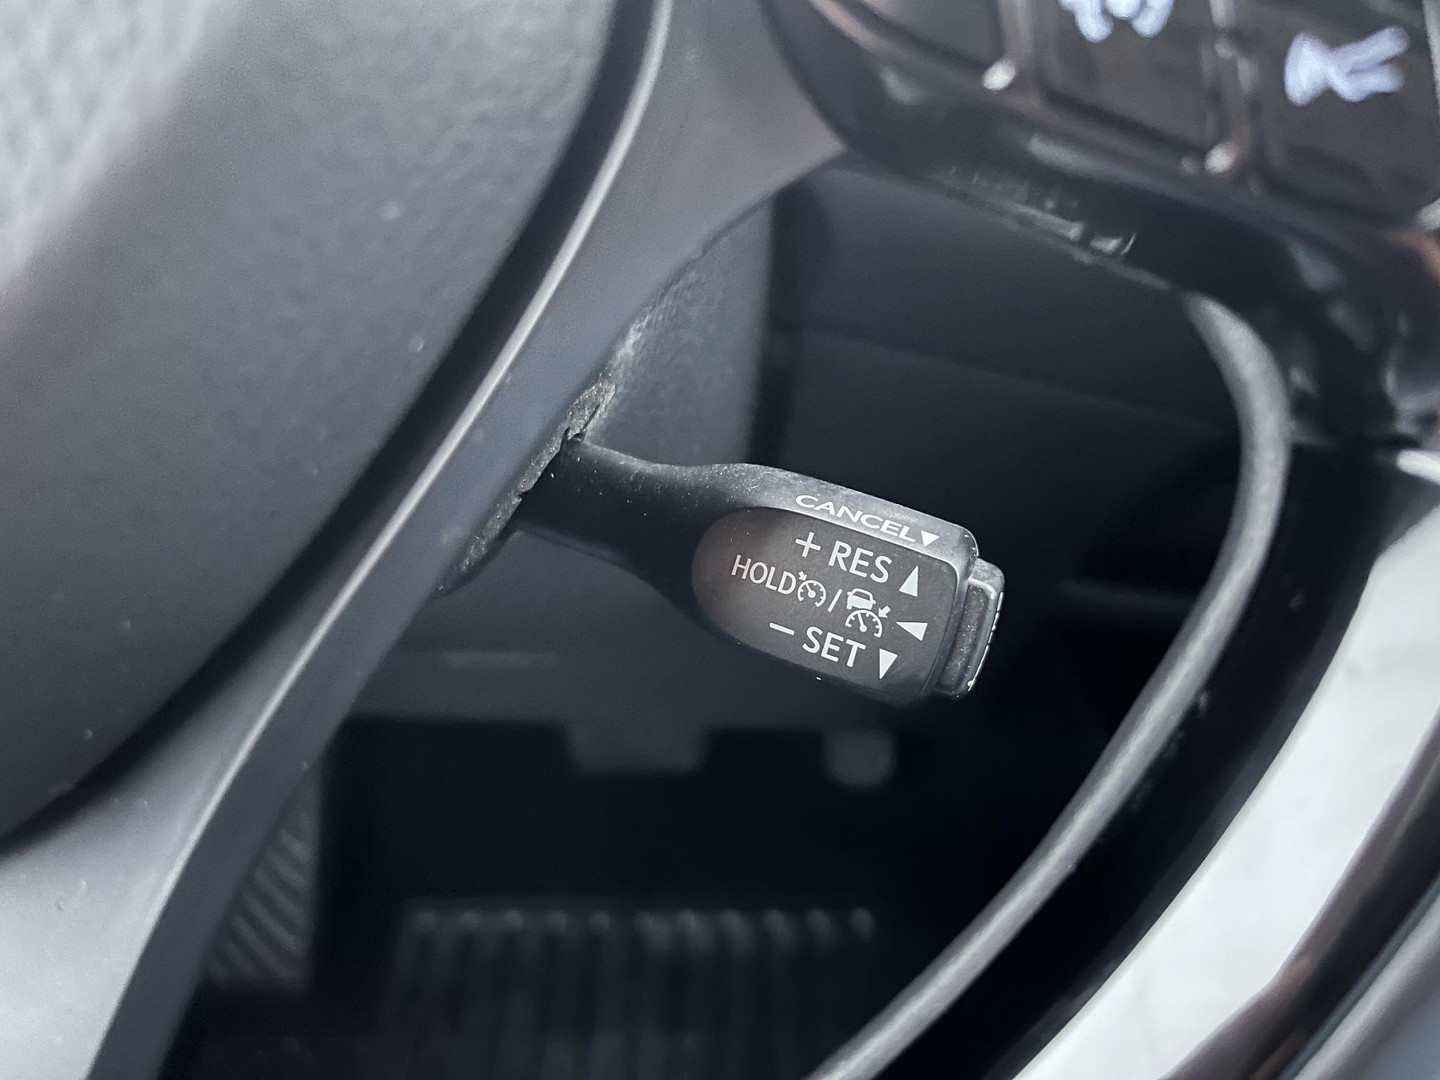 CANCEL▼
+ RES ▲
HOLD / ◀
− SET ▼